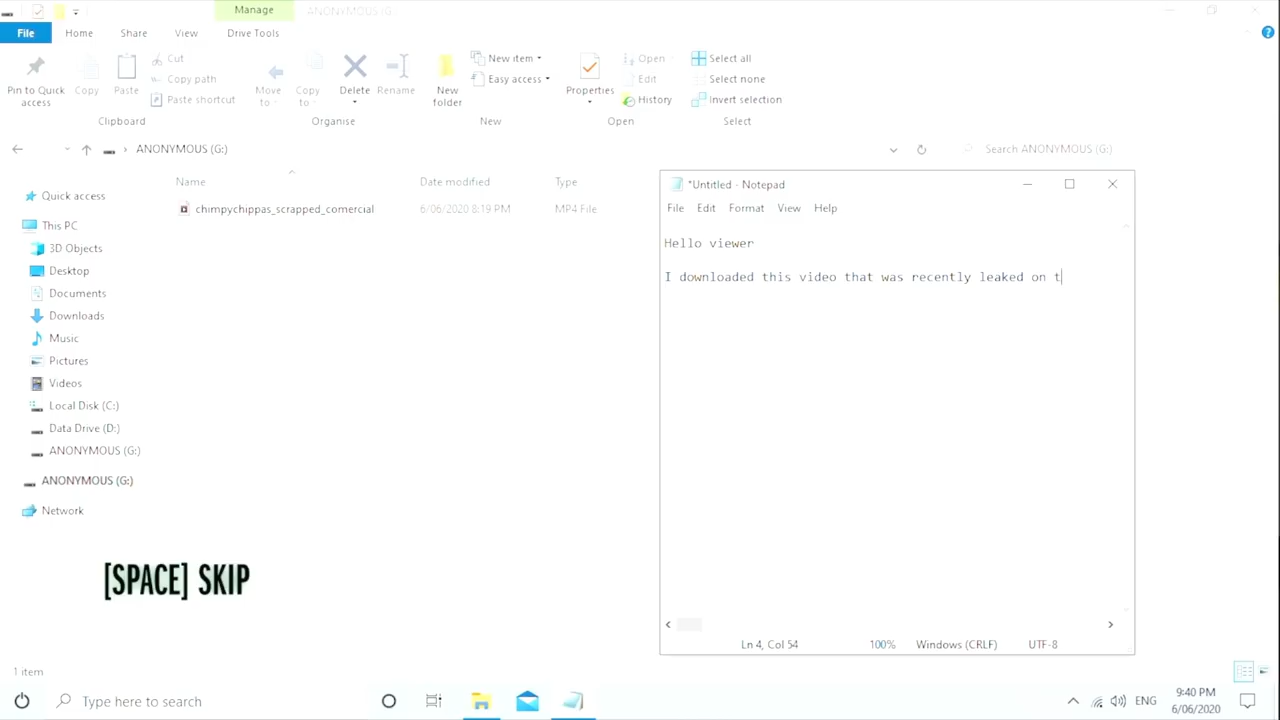 Manage
ANONYMOUS (G:)
File
Home
Share
View
Drive Tools
Pin to Quick access
Copy
Paste
Cut
Copy path
Paste shortcut
Clipboard
Move to
Copy to
Delete
Rename
Organise
New folder
New item
Easy access
New
Properties
Open
Edit
History
Open
Select all
Select none
Invert selection
Select
ANONYMOUS (G:)
Search ANONYMOUS (G:)
Name
Date modified
Type
chimpychippas_scrapped_comercial
6/06/2020 8:19 PM
MP4 File
Quick access
This PC
3D Objects
Desktop
Documents
Downloads
Music
Pictures
Videos
Local Disk (C:)
Data Drive (D:)
ANONYMOUS (G:)
ANONYMOUS (G:)
Network
*Untitled - Notepad
File Edit Format View Help
Hello viewer
I downloaded this video that was recently leaked on t
Ln 4, Col 54
100%
Windows (CRLF)
UTF-8
[SPACE] SKIP
1 item
Type here to search
ENG
9:40 PM
6/06/2020